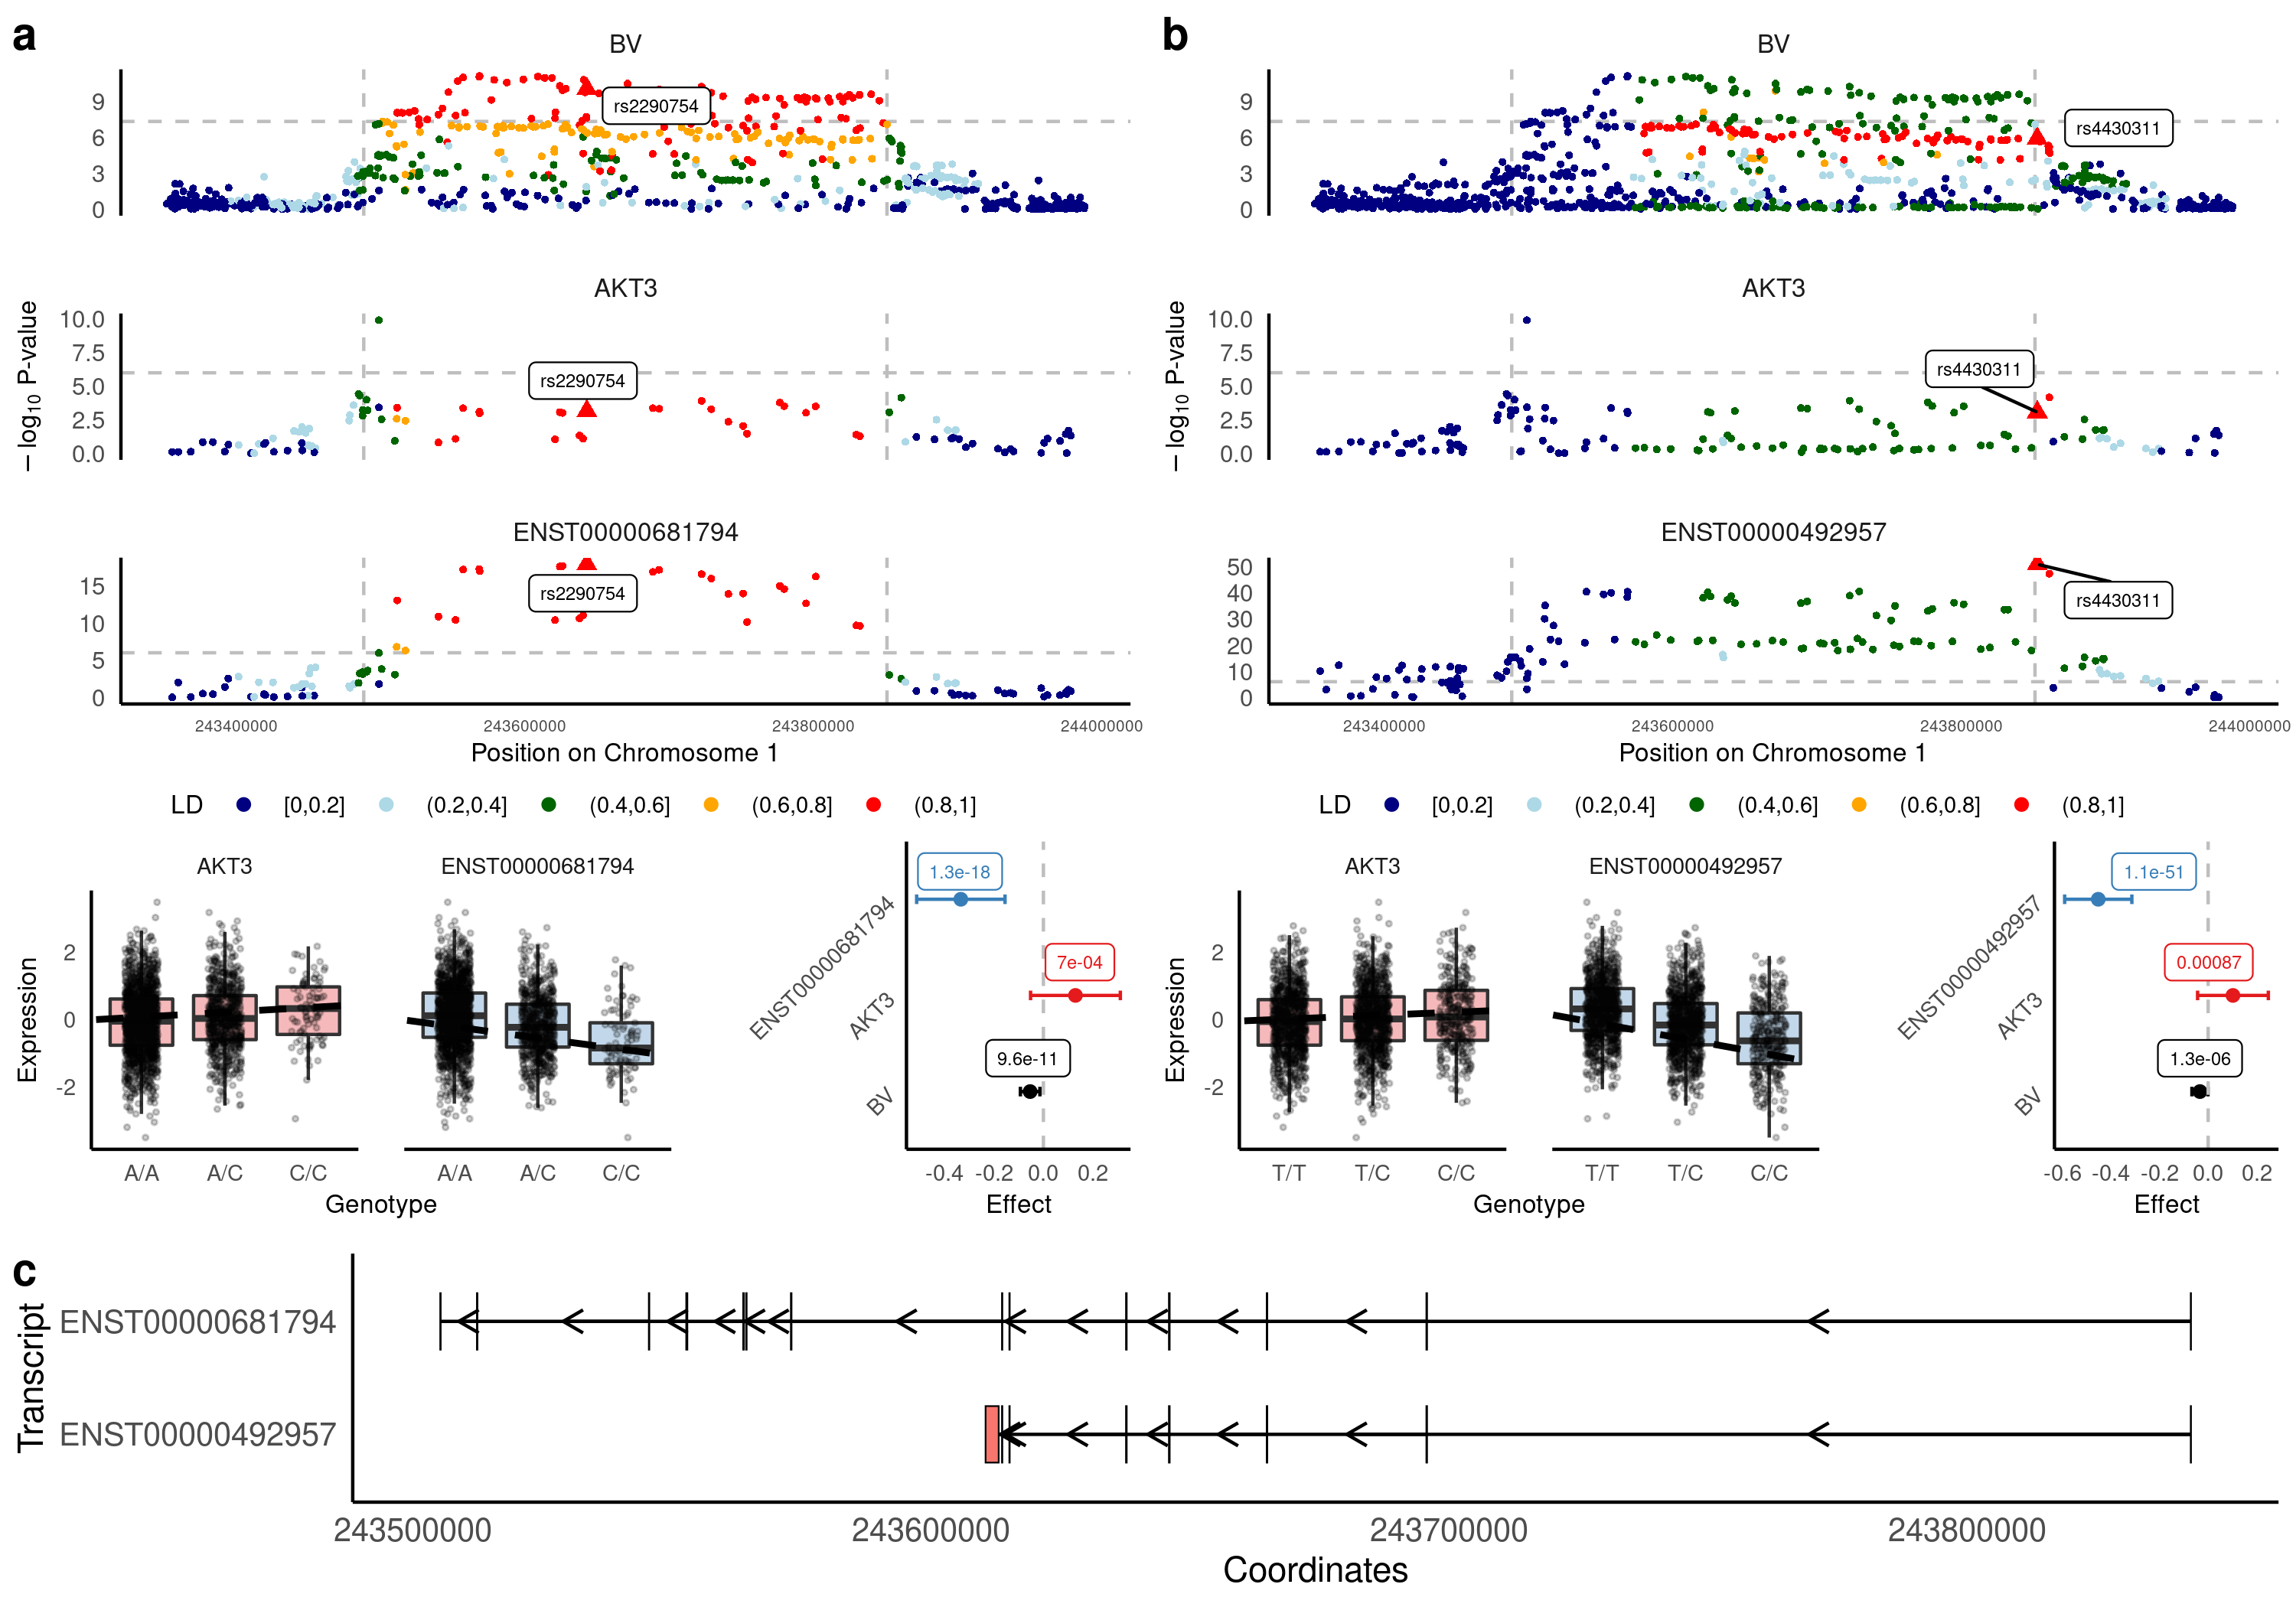 a
BV
9
6
3
0
rs2290754
AKT3
10.0
7.5
5.0
2.5
0.0
rs2290754
− log10 P-value
ENST00000681794
15
10
5
0
rs2290754
243400000 243600000 243800000 244000000
Position on Chromosome 1
LD [0,0.2] (0.2,0.4] (0.4,0.6] (0.6,0.8] (0.8,1]
AKT3 ENST00000681794
Expression
2
0
-2
A/A A/C C/C A/A A/C C/C
Genotype
1.3e-18
7e-04
9.6e-11
ENST00000681794
AKT3
BV
-0.4 -0.2 0.0 0.2
Effect
b
BV
9
6
3
0
rs4430311
AKT3
10.0
7.5
5.0
2.5
0.0
rs4430311
− log10 P-value
ENST00000492957
50
40
30
20
10
0
rs4430311
243400000 243600000 243800000 244000000
Position on Chromosome 1
LD [0,0.2] (0.2,0.4] (0.4,0.6] (0.6,0.8] (0.8,1]
AKT3 ENST00000492957
Expression
2
0
-2
T/T T/C C/C T/T T/C C/C
Genotype
1.1e-51
0.00087
1.3e-06
ENST00000492957
AKT3
BV
-0.6 -0.4 -0.2 0.0 0.2
Effect
c
Transcript
ENST00000681794
ENST00000492957
243500000 243600000 243700000 243800000
Coordinates